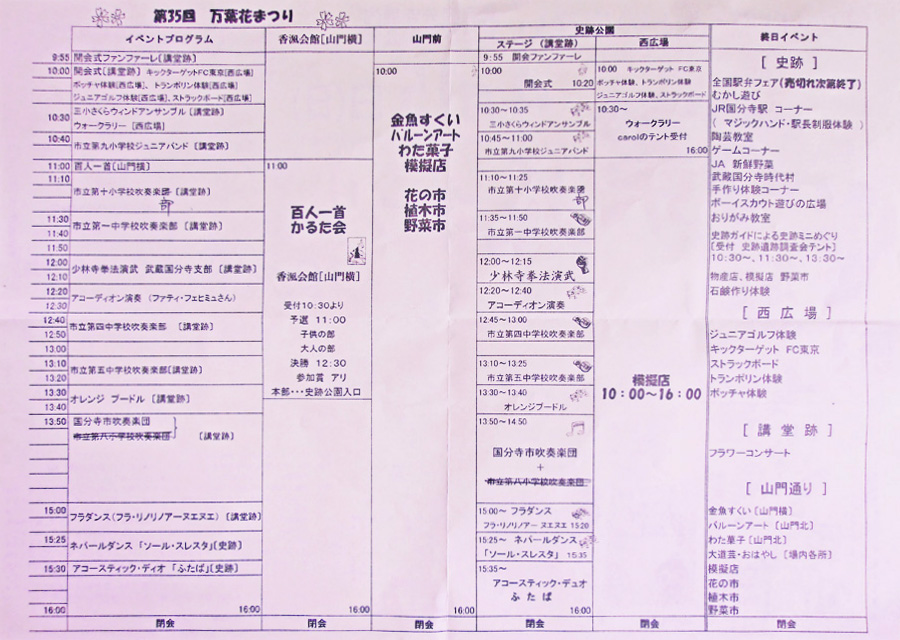 第35回 万葉花まつり
イベントプログラム
9:55 開会式ファンファーレ[講堂跡]
10:00 開会式[講堂跡] キックターゲットFC東京[西広場]
ボッチャ体験[西広場]、トランポリン体験[西広場]
ジュニアゴルフ体験[西広場]、ストラックボード[西広場]
10:30 三小さくらウィンドアンサンブル[講堂跡]
ウォークラリー [西広場]
10:40 市立第九小学校ジュニアバンド [講堂跡]
11:00 百人一首[山門横]
11:10 市立第十小学校吹奏楽 [講堂跡]
部
11:30 市立第一中学校吹奏楽部 [講堂跡]
11:40
11:50
12:00 少林寺拳法演武 武蔵国分寺支部 [講堂跡]
12:10
12:20 アコーディオン演奏 (ファティ・フェヒミュさん)
12:30
12:40 市立第四中学校吹奏楽部 [講堂跡]
12:50
13:00
13:10 市立第五中学校吹奏楽部[講堂跡]
13:20
13:30 オレンジ プードル [講堂跡]
13:40
13:50 国分寺市吹奏楽団
市立第八小学校吹奏楽団 [講堂跡]
15:00 フラダンス(フラ・リノリノアーヌエヌエ) [講堂跡]
15:25 ネパールダンス 「ソール・スレスタ」[史跡]
15:30 アコースティック・ディオ 「ふたば」[史跡]
16:00 16:00
閉会
香渢会館[山門横]
11:00
百人一首
かるた会
香渢会館[山門横]
受付10:30より
予選 11:00
子供の部
大人の部
決勝 12:30
参加賞 アリ
本部・・・史跡公園入口
16:00
閉会
山門前
10:00
金魚すくい
バルーンアート
わた菓子
模擬店
花の市
植木市
野菜市
16:00
閉会
史跡公園
ステージ (講堂跡)
9:55 開会ファンファーレ
10:00
開会式 10:20
10:30~10:35
三小さくらウィンドアンサンブル
10:45~11:00
市立第九小学校ジュニアバンド
11:10~11:25
市立第十小学校吹奏楽
部
11:35~11:50
市立第一中学校吹奏楽部
12:00~12:15
少林寺拳法演武
12:20~12:40
アコーディオン演奏
12:45~13:00
市立第四中学校吹奏楽部
13:10~13:25
市立第五中学校吹奏楽部
13:30~13:40
オレンジプードル
13:50~14:50
国分寺市吹奏楽団
+
市立第八小学校吹奏楽団
15:00~ フラダンス
フラ・リノリノアー ヌエヌエ 15:20
15:25~ ネパールダンス
「ソール・スレスタ」 15:35
15:35~
アコースティック・デュオ
ふ た ば
16:00
閉会
西広場
10:00 キックターゲット FC東京
ボッチャ体験、トランポリン体験
ジュニアゴルフ体験、ストラックボード
10:30~
ウォークラリー
carolのテント受付
16:00
模擬店
10:00~16:00
閉会
終日イベント
[ 史跡 ]
全国駅弁フェア(売切れ次第終了)
むかし遊び
JR国分寺駅 コーナー
( マジックハンド・駅長制服体験 )
陶芸教室
ゲームコーナー
JA 新鮮野菜
武蔵国分寺時代村
手作り体験コーナー
ボーイスカウト遊びの広場
おりがみ教室
史跡ガイドによる史跡ミニめぐり
[受付 史跡遺跡調査会テント]
10:30~、11:30~、13:30~
物産店、模擬店 野菜市
石鹸作り体験
[ 西 広 場 ]
ジュニアゴルフ体験
キックターゲット FC東京
ストラックボード
トランポリン体験
ボッチャ体験
[ 講 堂 跡 ]
フラワーコンサート
[ 山門通り ]
金魚すくい [山門横]
バルーンアート [山門北]
わた菓子 [山門北]
大道芸・おはやし [場内各所]
模擬店
花の市
植木市
野菜市
閉会